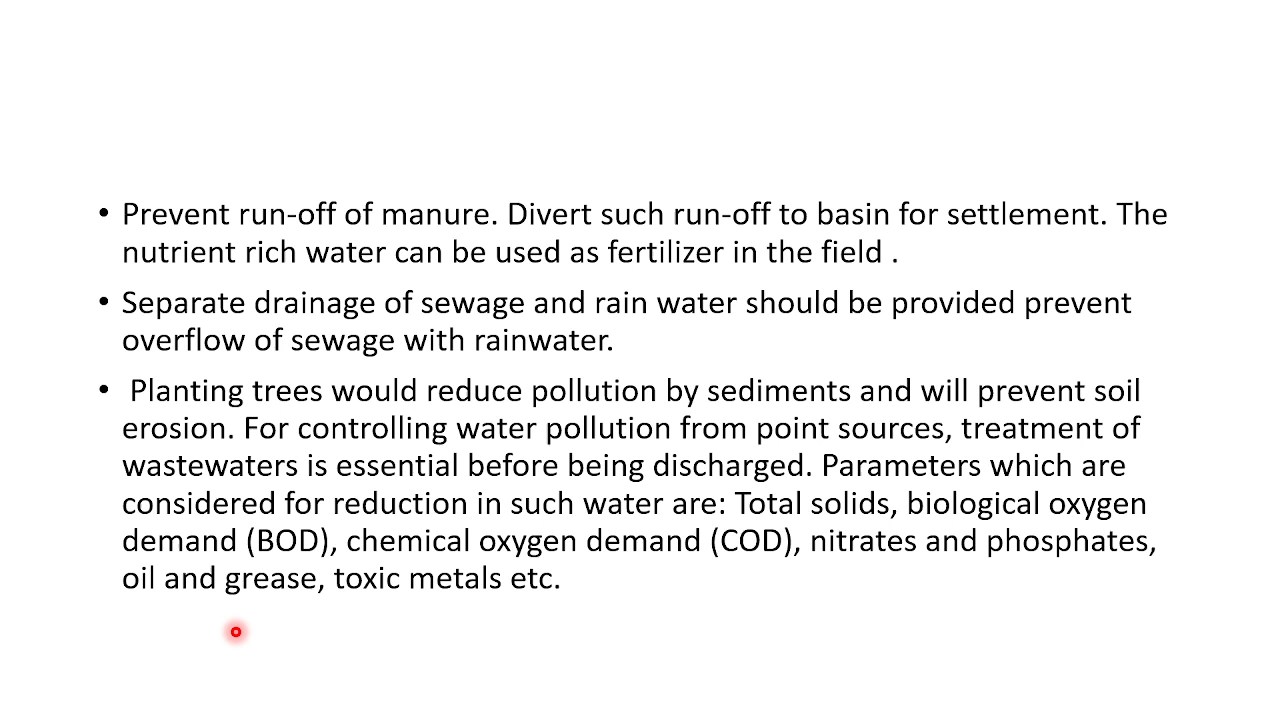 • Prevent run-off of manure. Divert such run-off to basin for settlement. The
nutrient rich water can be used as fertilizer in the field .
• Separate drainage of sewage and rain water should be provided prevent
overflow of sewage with rainwater.
• Planting trees would reduce pollution by sediments and will prevent soil
erosion. For controlling water pollution from point sources, treatment of
wastewaters is essential before being discharged. Parameters which are
considered for reduction in such water are: Total solids, biological oxygen
demand (BOD), chemical oxygen demand (COD), nitrates and phosphates,
oil and grease, toxic metals etc.